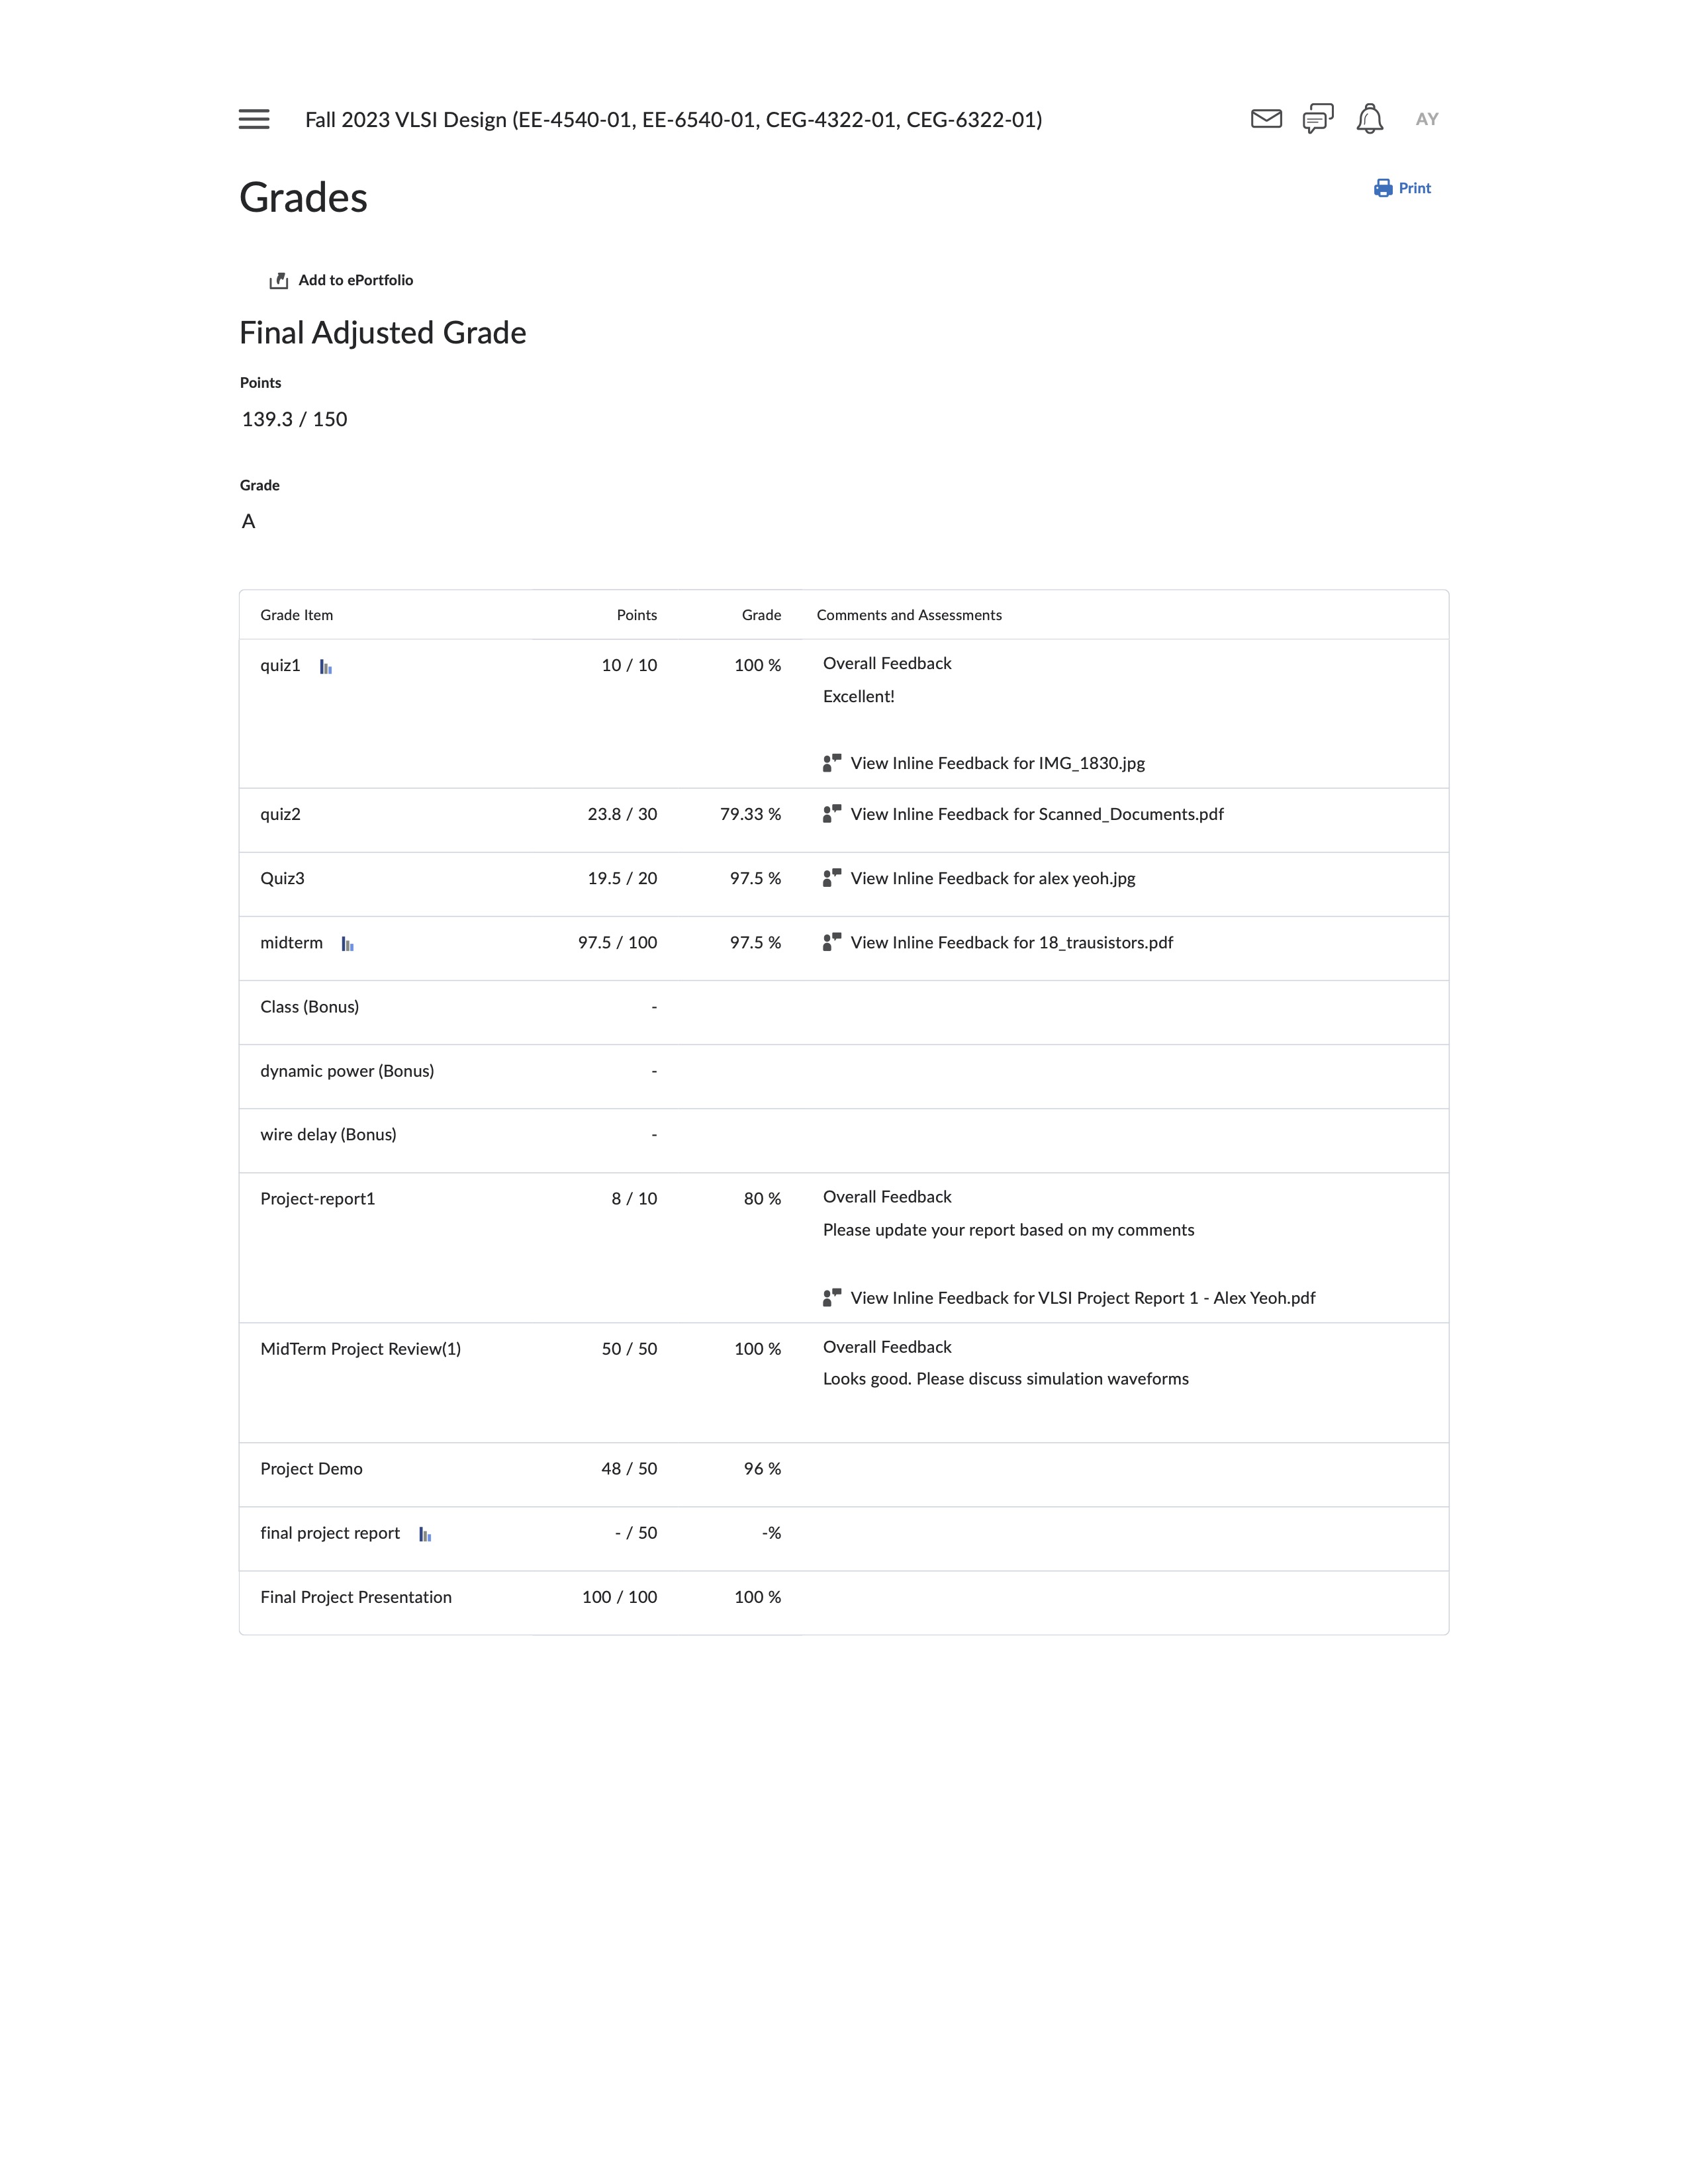 Fall 2023 VLSI Design (EE-4540-01, EE-6540-01, CEG-4322-01, CEG-6322-01) AY
Grades Print
Add to ePortfolio
Final Adjusted Grade
Points
139.3 / 150
Grade
A
Grade Item Points Grade Comments and Assessments
quiz1 10 / 10 100 % Overall Feedback
Excellent!
View Inline Feedback for IMG_1830.jpg
quiz2 23.8 / 30 79.33 % View Inline Feedback for Scanned_Documents.pdf
Quiz3 19.5 / 20 97.5 % View Inline Feedback for alex yeoh.jpg
midterm 97.5 / 100 97.5 % View Inline Feedback for 18_trausistors.pdf
Class (Bonus) -
dynamic power (Bonus) -
wire delay (Bonus) -
Project-report1 8 / 10 80 % Overall Feedback
Please update your report based on my comments
View Inline Feedback for VLSI Project Report 1 - Alex Yeoh.pdf
MidTerm Project Review(1) 50 / 50 100 % Overall Feedback
Looks good. Please discuss simulation waveforms
Project Demo 48 / 50 96 %
final project report - / 50 -%
Final Project Presentation 100 / 100 100 %